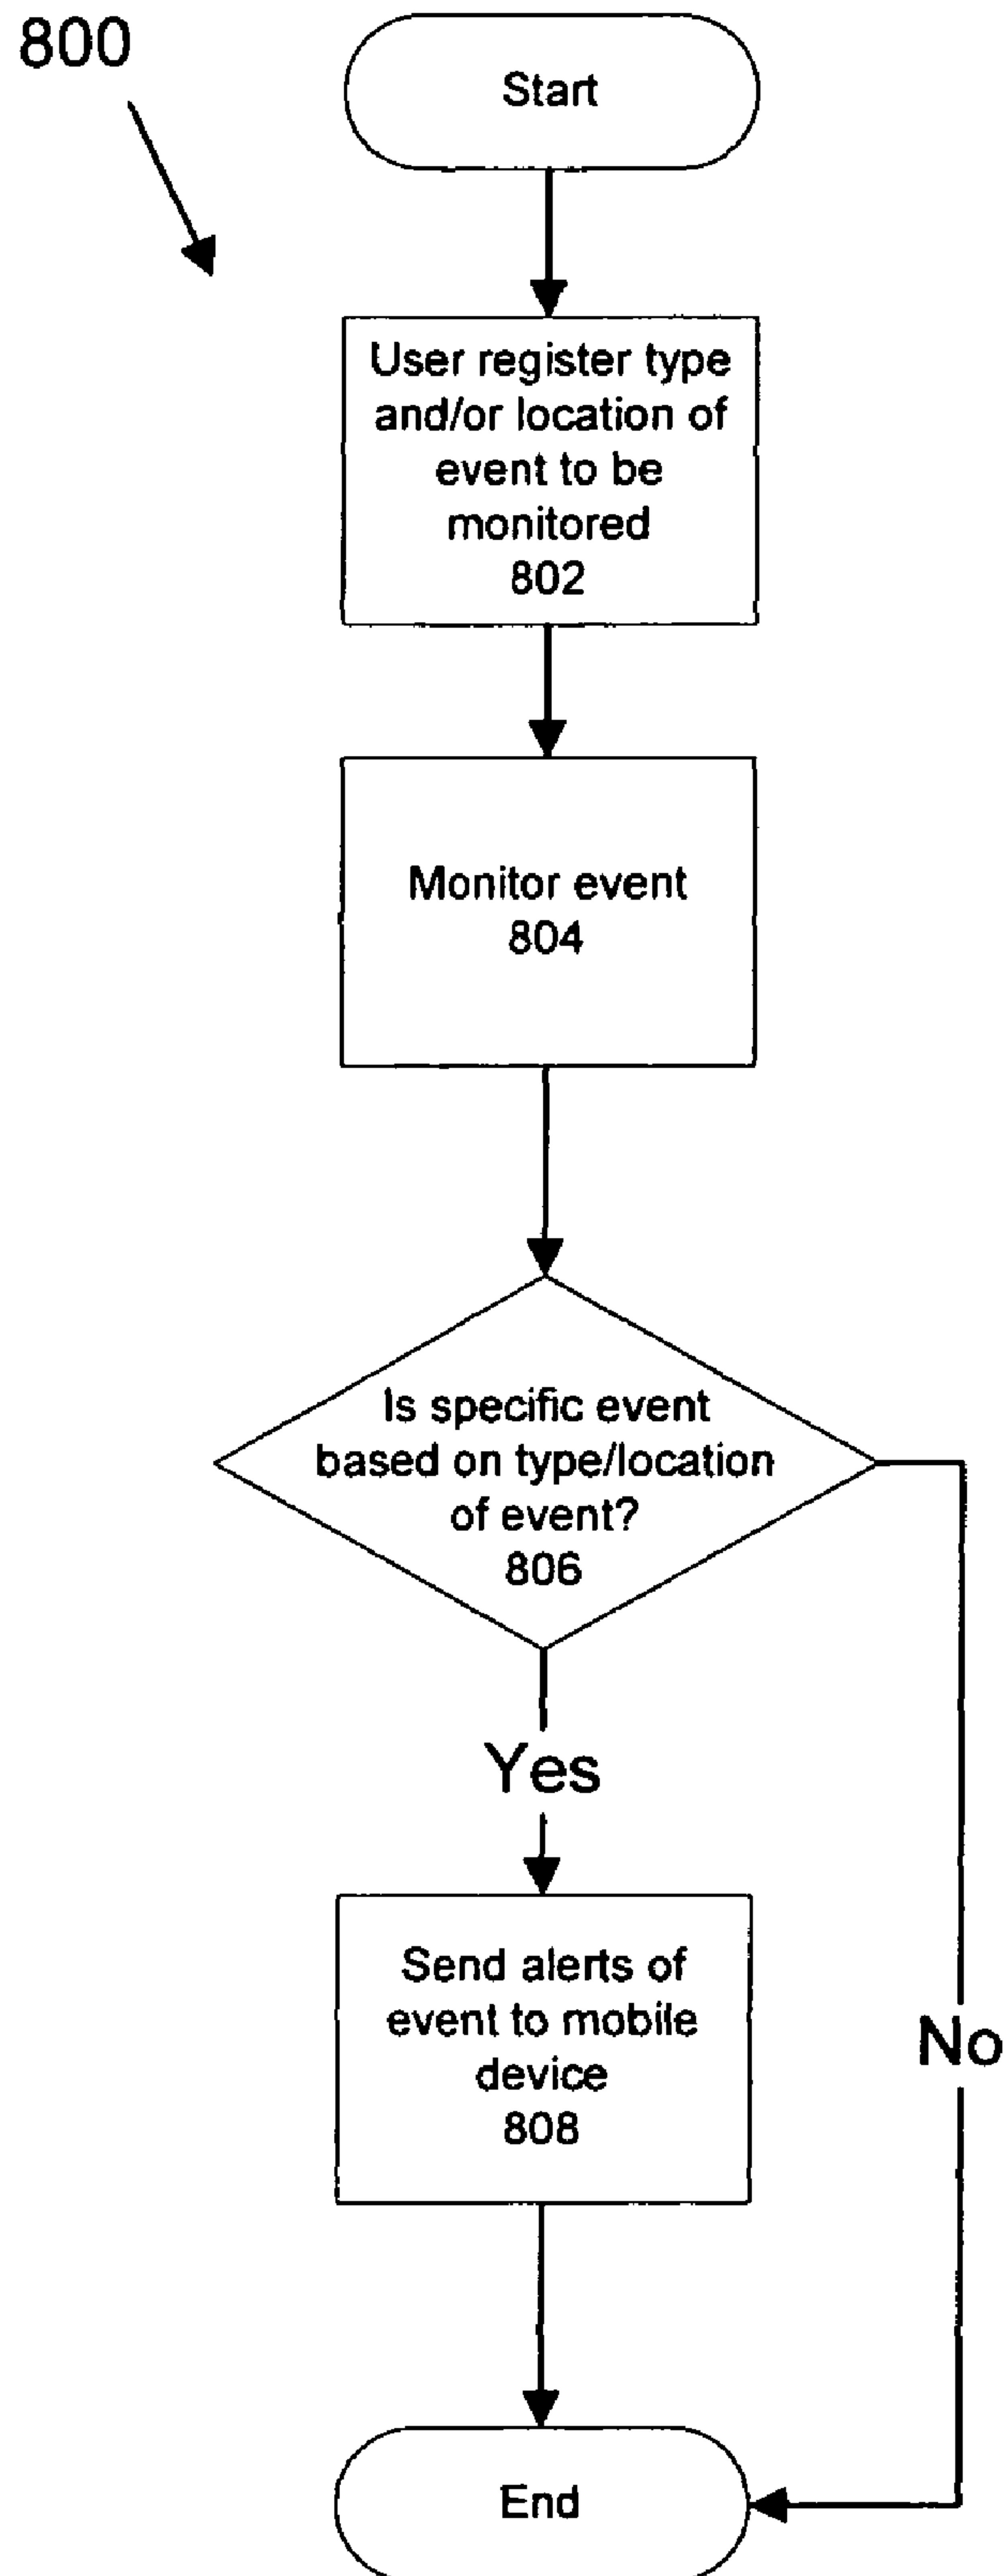 800
Start
User register type
and/or location of
event to be
monitored
802
Monitor event
804
Is specific event
based on type/location
of event?
806
Yes
Send alerts of
event to mobile
device
808
No
End